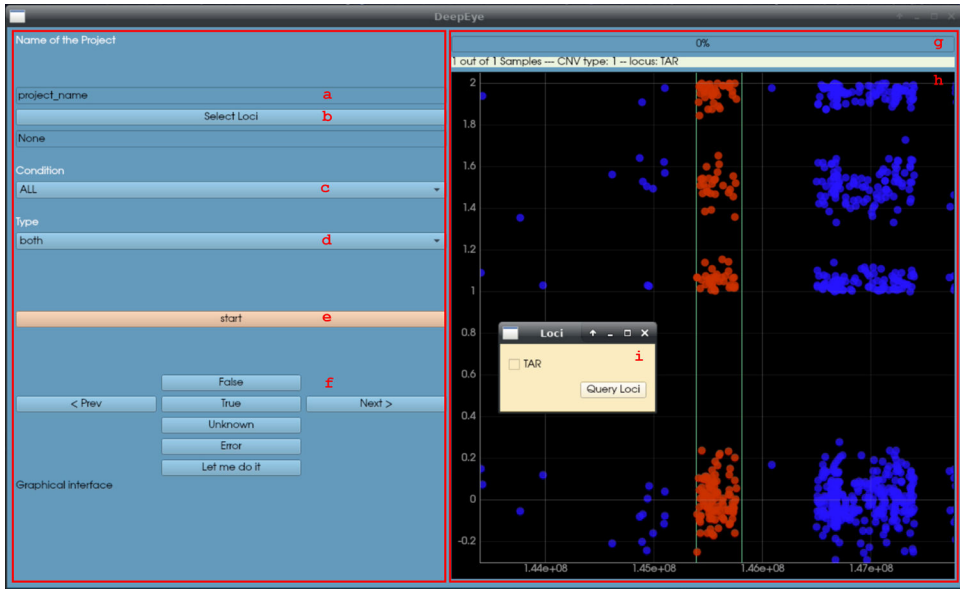 DeepEye
Name of the Project
project_name a
Select Loci b
None
Condition
ALL c
Type
both d
start e
False f
< Prev True Next >
Unknown
Error
Let me do it
Graphical interface
0% g
1 out of 1 Samples --- CNV type: 1 -- locus: TAR
h
2
1.8
1.6
1.4
1.2
1
0.8
0.6
0.4
0.2
0
-0.2
1.44e+08 1.45e+08 1.46e+08 1.47e+08
Loci
i
TAR
Query Loci